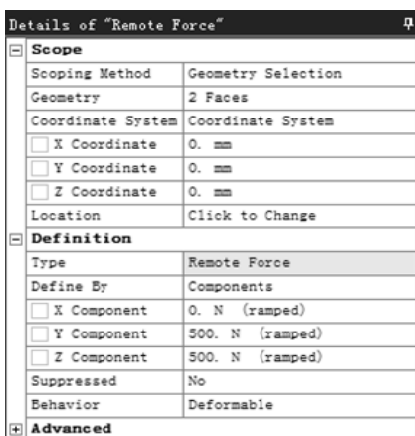 Details of "Remote Force"
Scope
Scoping Method Geometry Selection
Geometry 2 Faces
Coordinate System Coordinate System
X Coordinate 0. mm
Y Coordinate 0. mm
Z Coordinate 0. mm
Location Click to Change
Definition
Type Remote Force
Define By Components
X Component 0. N (ramped)
Y Component 500. N (ramped)
Z Component 500. N (ramped)
Suppressed No
Behavior Deformable
Advanced